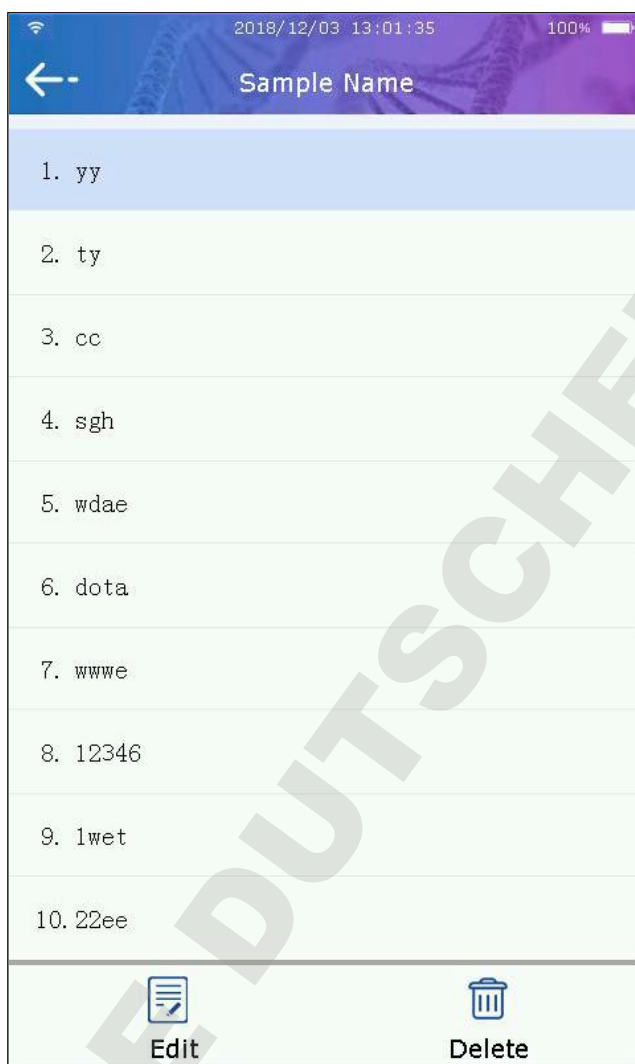 2018/12/03 13:01:35 100%
Sample Name
1. yy
2. ty
3. cc
4. sgh
5. wdae
6. dota
7. wwwe
8. 12346
9. 1wet
10. 22ee
Edit Delete
E DUTSCHE